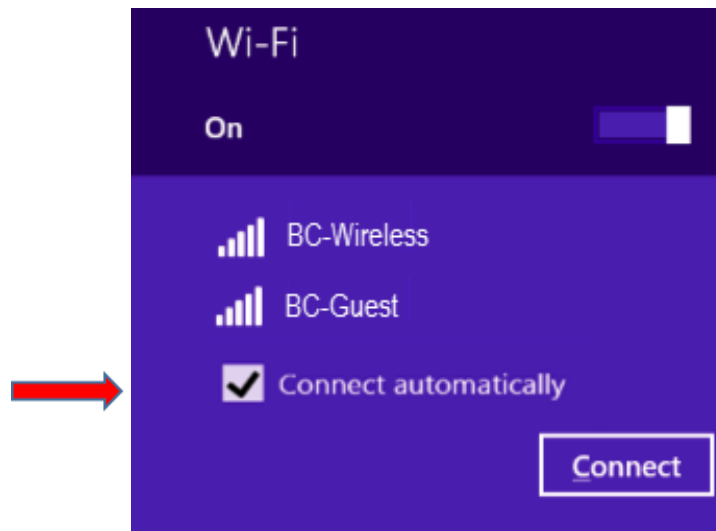 Wi-Fi
On
BC-Wireless
BC-Guest
Connect automatically
Connect